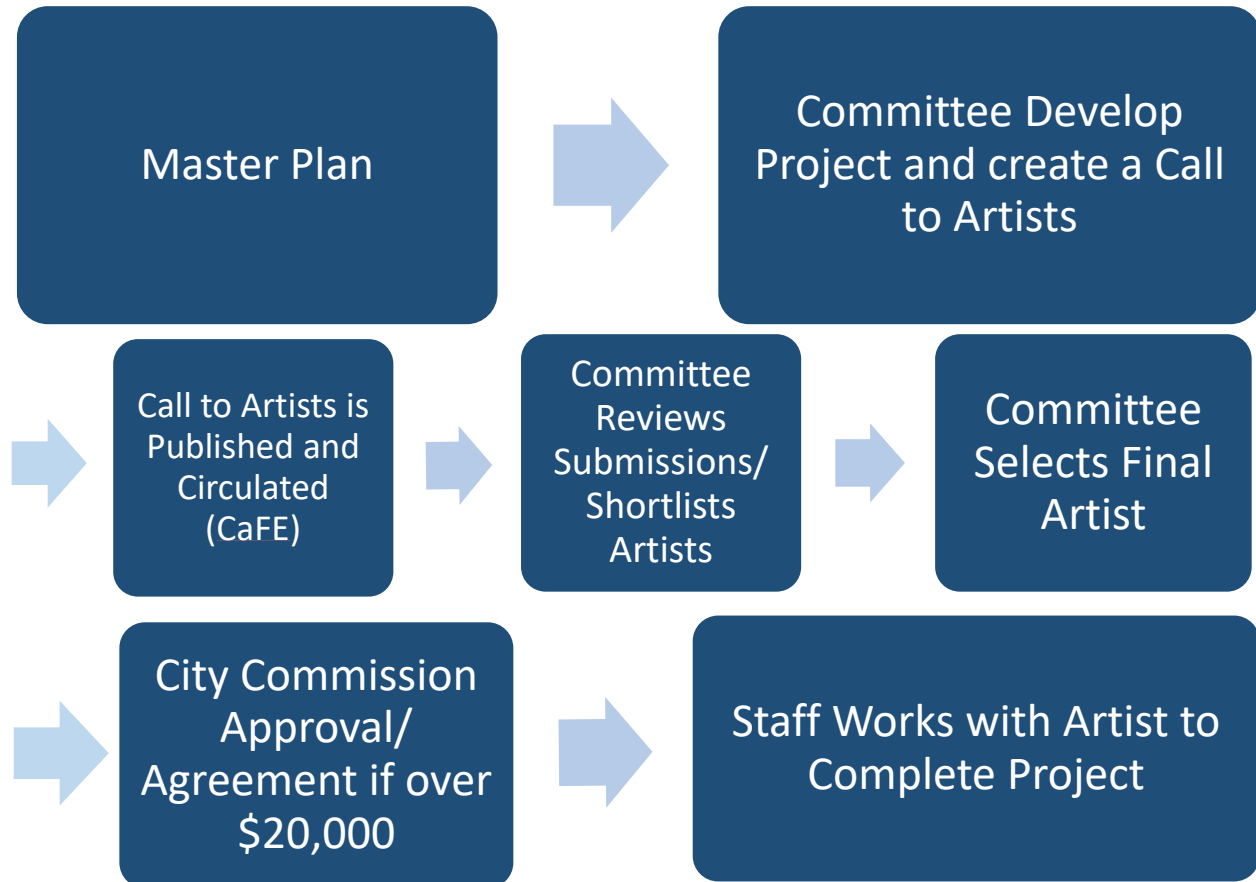 Master Plan
Committee Develop
Project and create a Call
to Artists
Call to Artists is
Published and
Circulated
(CaFE)
Committee
Reviews
Submissions/
Shortlists
Artists
Committee
Selects Final
Artist
City Commission
Approval/
Agreement if over
$20,000
Staff Works with Artist to
Complete Project